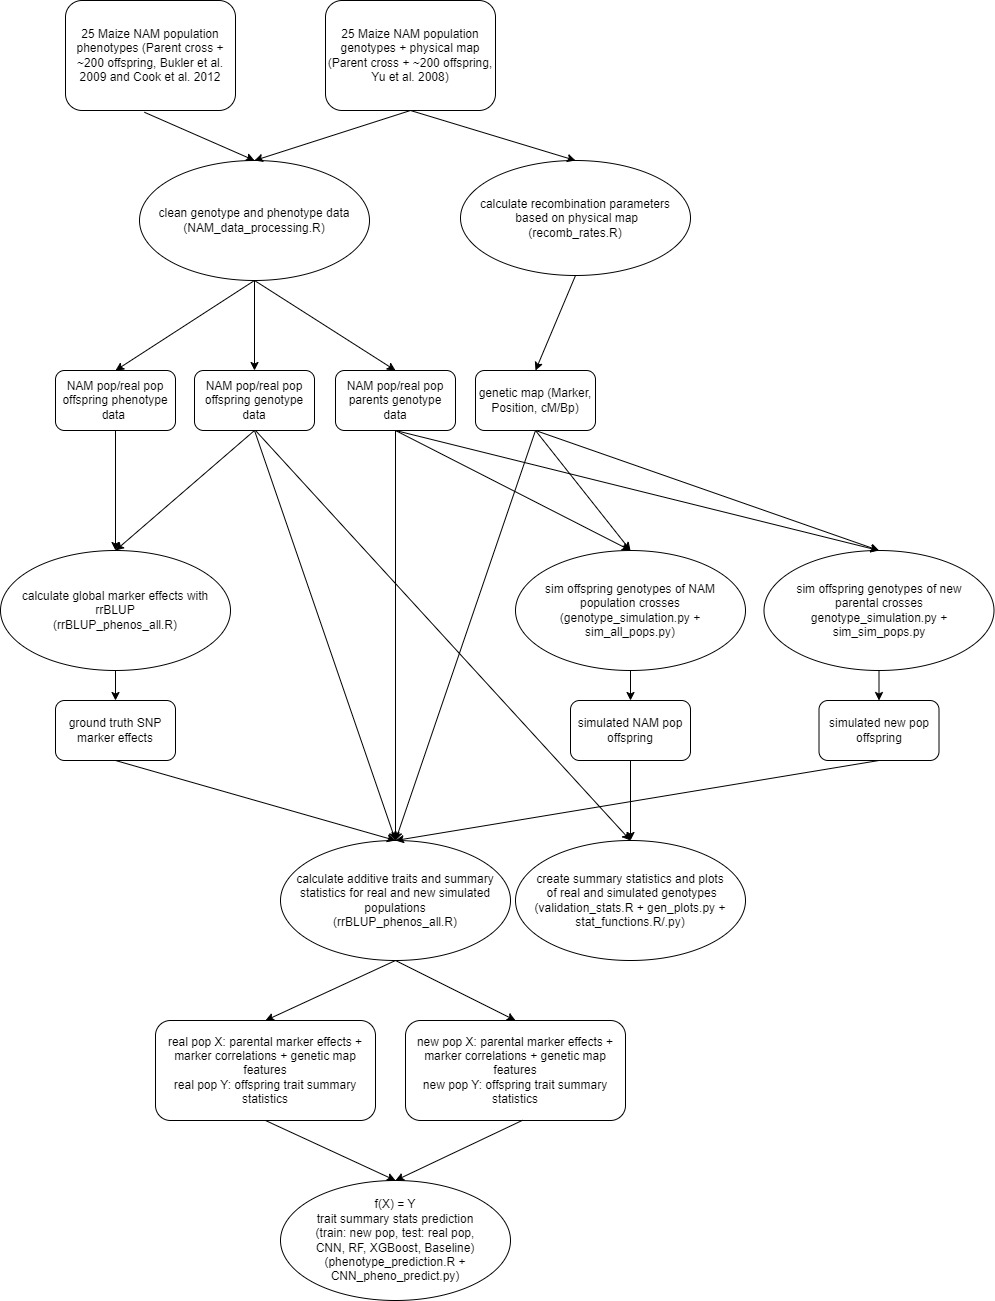 25 Maize NAM population
phenotypes (Parent cross +
~200 offspring, Bukler et al.
2009 and Cook et al. 2012
25 Maize NAM population
genotypes + physical map
(Parent cross + ~200 offspring,
Yu et al. 2008)
clean genotype and phenotype data
(NAM_data_processing.R)
calculate recombination parameters
based on physical map
(recomb_rates.R)
NAM pop/real pop
offspring phenotype
data
NAM pop/real pop
offspring genotype
data
NAM pop/real pop
parents genotype
data
genetic map (Marker,
Position, cM/Bp)
calculate global marker effects with
rrBLUP
(rrBLUP_phenos_all.R)
sim offspring genotypes of NAM
population crosses
(genotype_simulation.py +
sim_all_pops.py)
sim offspring genotypes of new
parental crosses
genotype_simulation.py +
sim_sim_pops.py
ground truth SNP
marker effects
simulated NAM pop
offspring
simulated new pop
offspring
calculate additive traits and summary
statistics for real and new simulated
populations
(rrBLUP_phenos_all.R)
create summary statistics and plots
of real and simulated genotypes
(validation_stats.R + gen_plots.py +
stat_functions.R/.py)
real pop X: parental marker effects +
marker correlations + genetic map
features
real pop Y: offspring trait summary
statistics
new pop X: parental marker effects +
marker correlations + genetic map
features
new pop Y: offspring trait summary
statistics
f(X) = Y
trait summary stats prediction
(train: new pop, test: real pop,
CNN, RF, XGBoost, Baseline)
(phenotype_prediction.R +
CNN_pheno_predict.py)